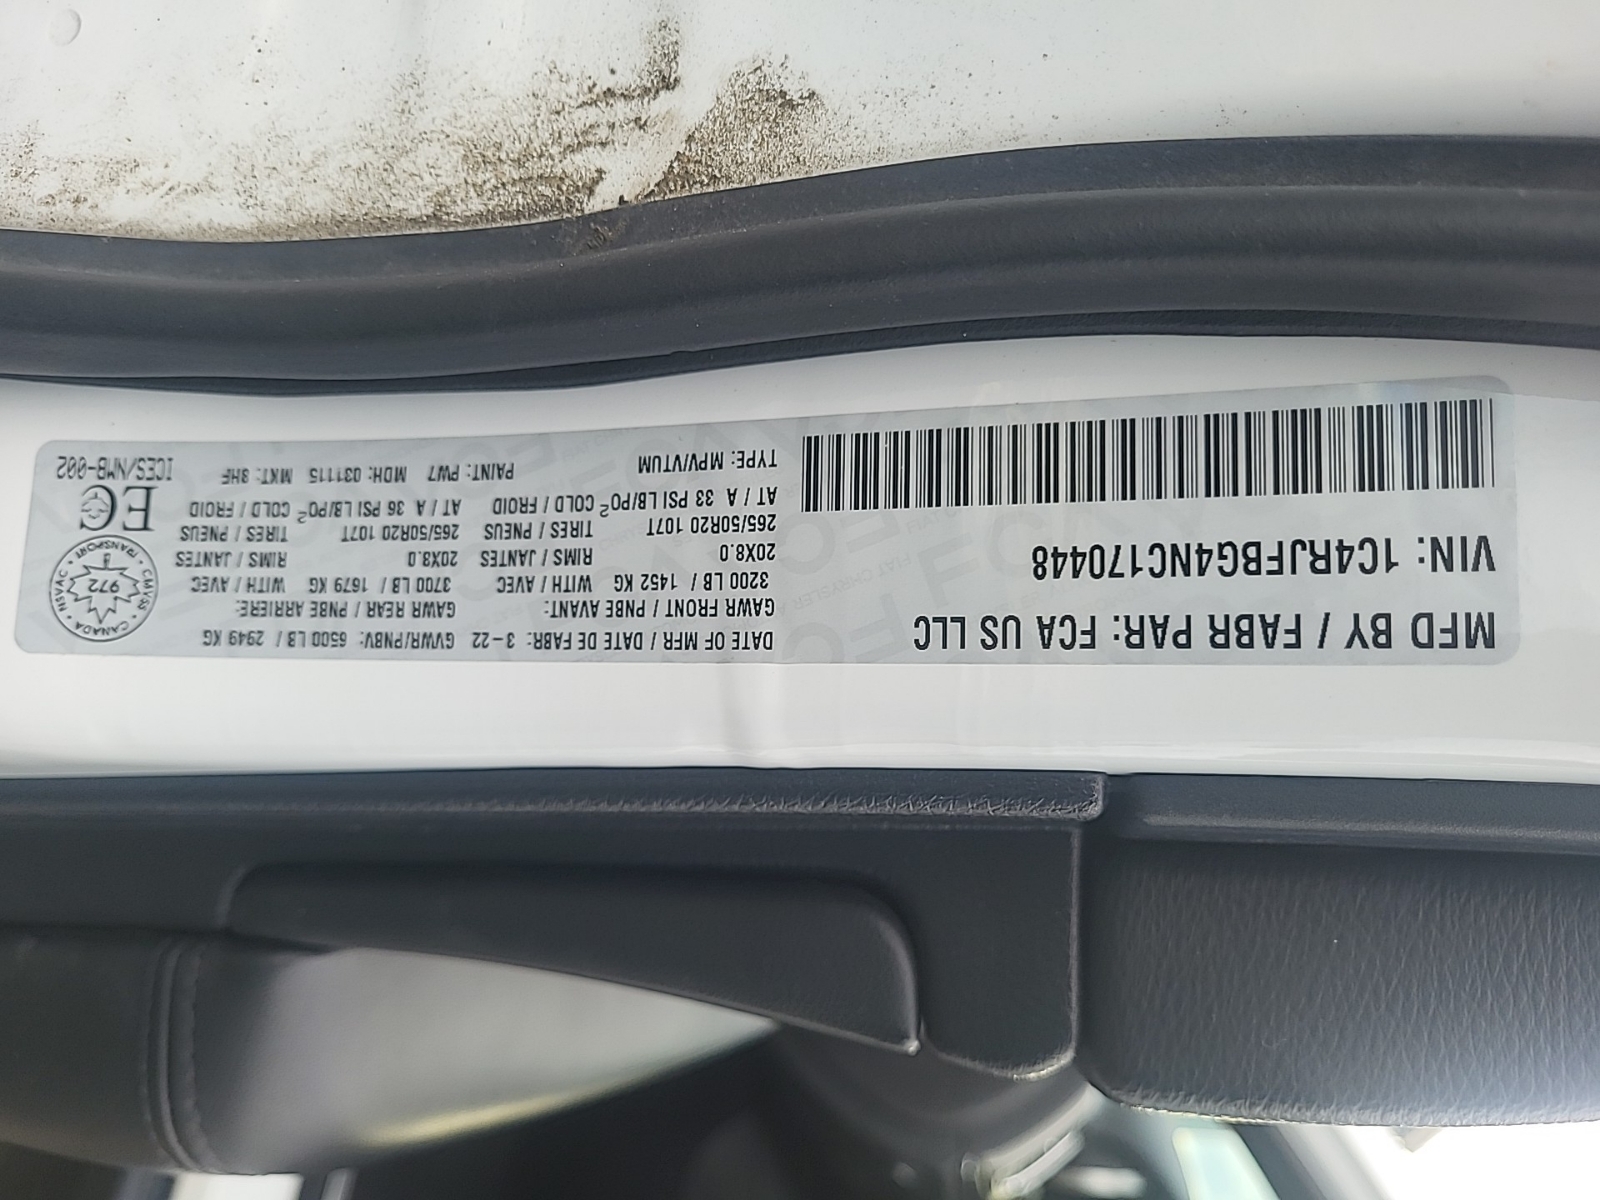 MFD BY / FABR PAR: FCA US LLC
VIN: 1C4RJFBG4NC170448
DATE OF MFR / DATE DE FABR: 3-22 GVWR/PNBV: 6500 LB / 2949 KG
GAWR FRONT / PNBE AVANT: GAWR REAR / PNBE ARRIERE:
3200 LB / 1452 KG WITH / AVEC 3700 LB / 1679 KG WITH / AVEC
20X8.0 RIMS / JANTES 20X8.0 RIMS / JANTES
265/50R20 107T TIRES / PNEUS 265/50R20 107T TIRES / PNEUS
AT / A 33 PSI LB/PO² COLD / FROID AT / A 36 PSI LB/PO² COLD / FROID
TYPE: MPV/VTUM PAINT: PW7 MDH: 031115 MKT: 8HF
CANADA • CMVSS • TRANSPORT • NSVAC
972
EC
ICES/NMB-002